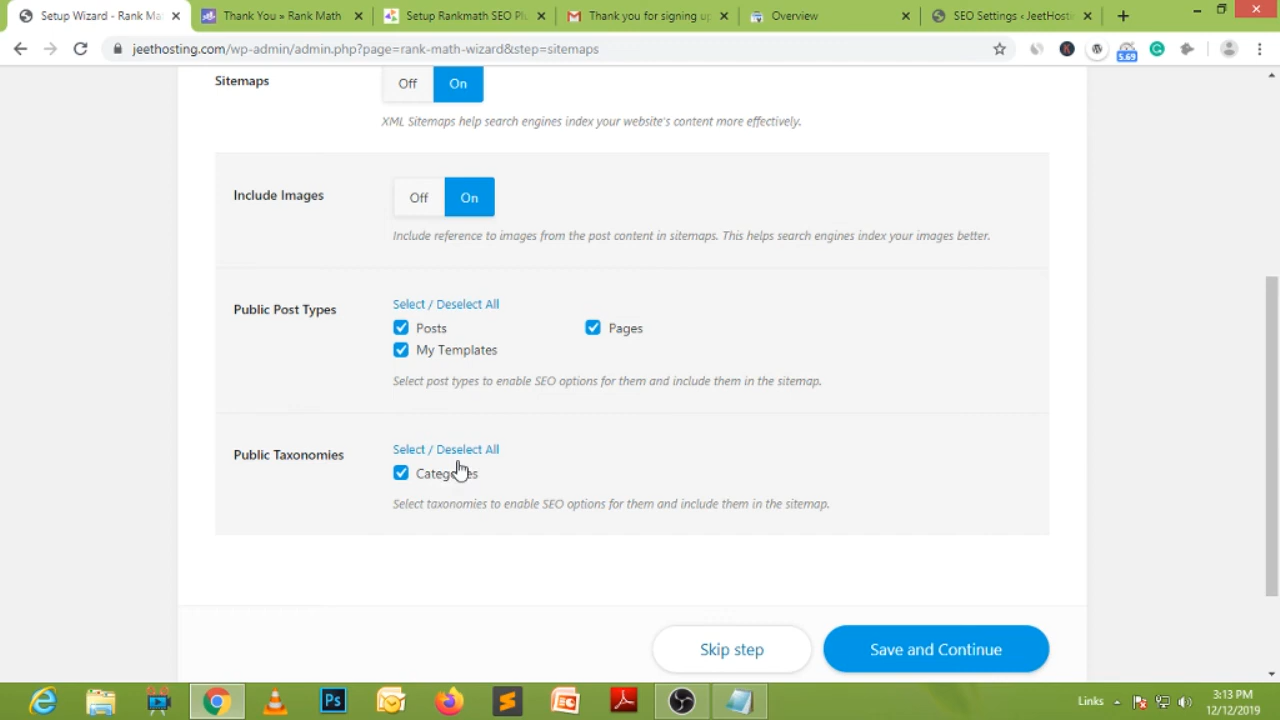 Setup Wizard - Rank Ma
Thank You » Rank Math
Setup Rankmath SEO Plu
Thank you for signing up
Overview
SEO Settings ‹ JeetHostin
jeethosting.com/wp-admin/admin.php?page=rank-math-wizard&step=sitemaps
5.69
Sitemaps
Off On
XML Sitemaps help search engines index your website's content more effectively.
Include Images
Off On
Include reference to images from the post content in sitemaps. This helps search engines index your images better.
Public Post Types
Select / Deselect All
Posts
Pages
My Templates
Select post types to enable SEO options for them and include them in the sitemap.
Public Taxonomies
Select / Deselect All
Categories
Select taxonomies to enable SEO options for them and include them in the sitemap.
Skip step
Save and Continue
Ps
Links
3:13 PM
12/12/2019